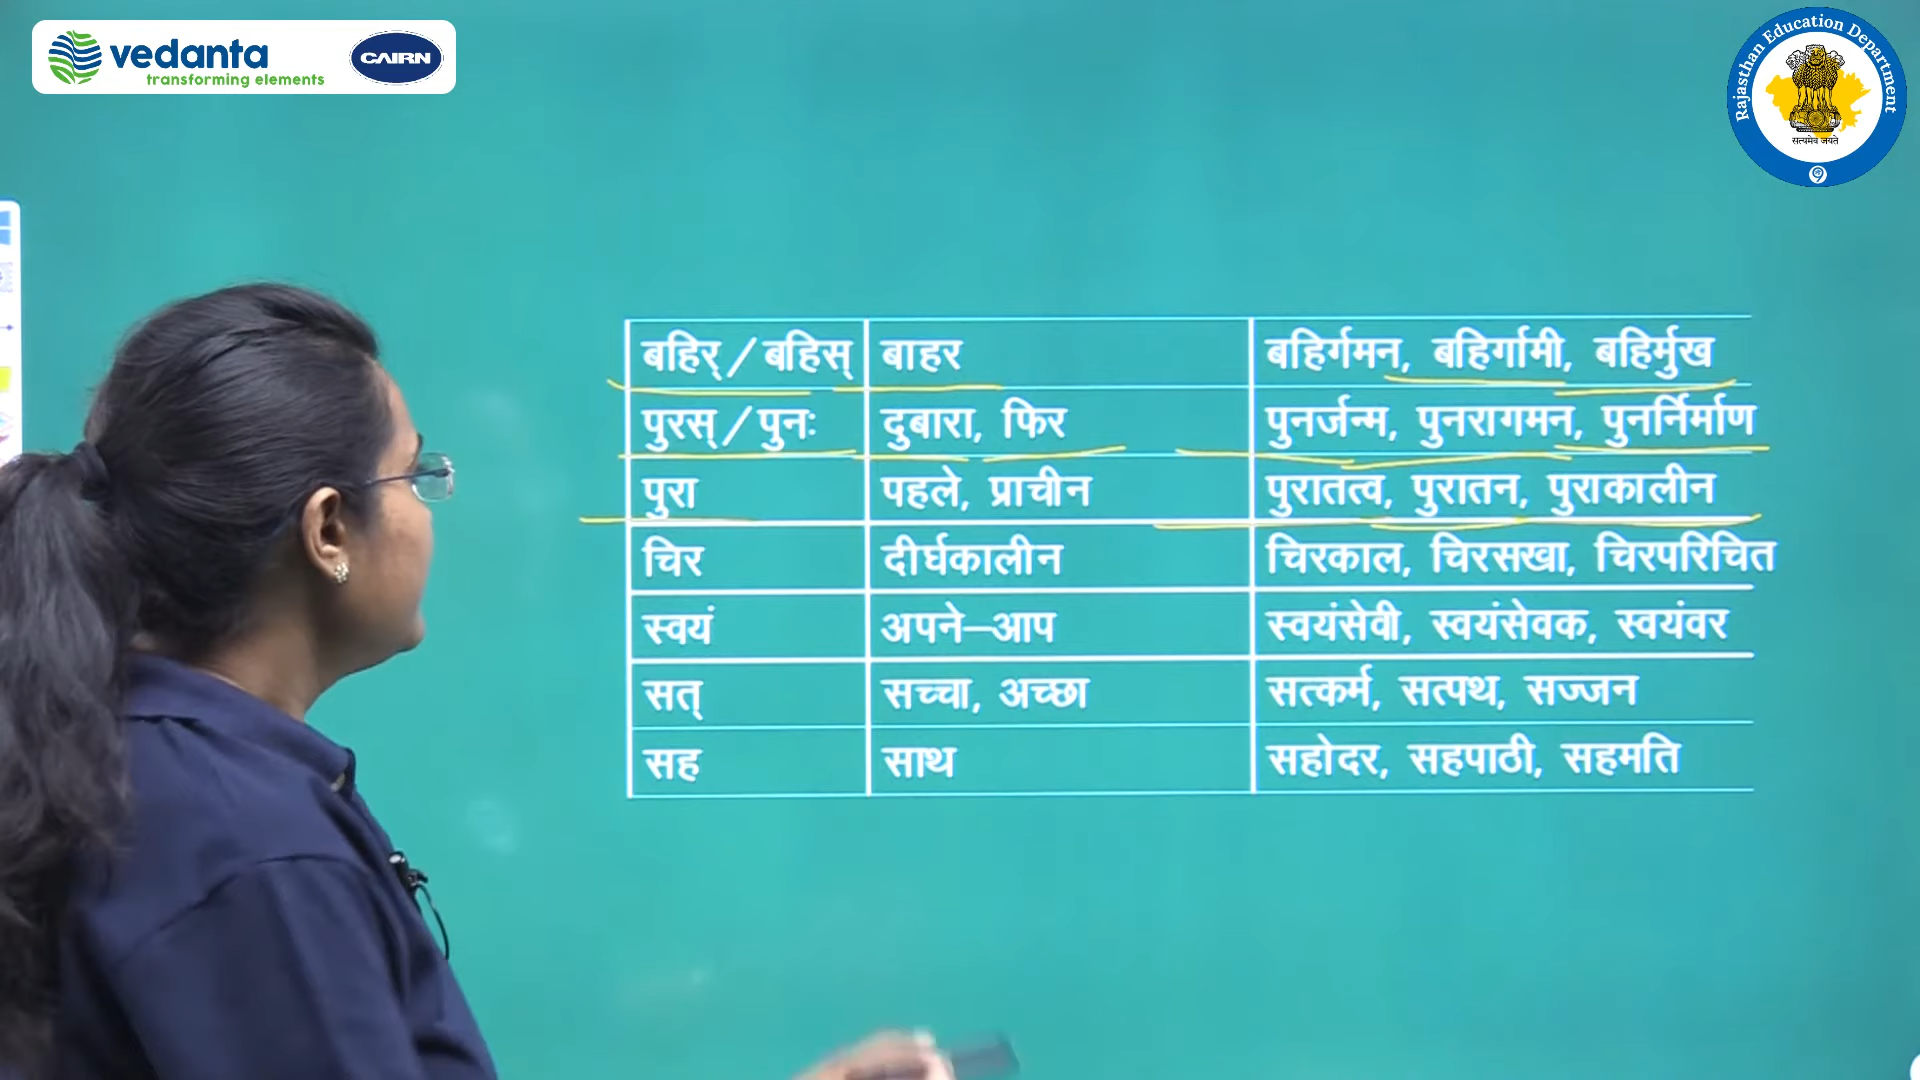 vedanta
transforming elements
CAIRN
Rajasthan Education Department
सत्यमेव जयते
बहिर्/बहिस् बाहर बहिर्गमन, बहिर्गामी, बहिर्मुख
पुरस्/पुनः दुबारा, फिर पुनर्जन्म, पुनरागमन, पुनर्निर्माण
पुरा पहले, प्राचीन पुरातत्व, पुरातन, पुराकालीन
चिर दीर्घकालीन चिरकाल, चिरसखा, चिरपरिचित
स्वयं अपने–आप स्वयंसेवी, स्वयंसेवक, स्वयंवर
सत् सच्चा, अच्छा सत्कर्म, सत्पथ, सज्जन
सह साथ सहोदर, सहपाठी, सहमति